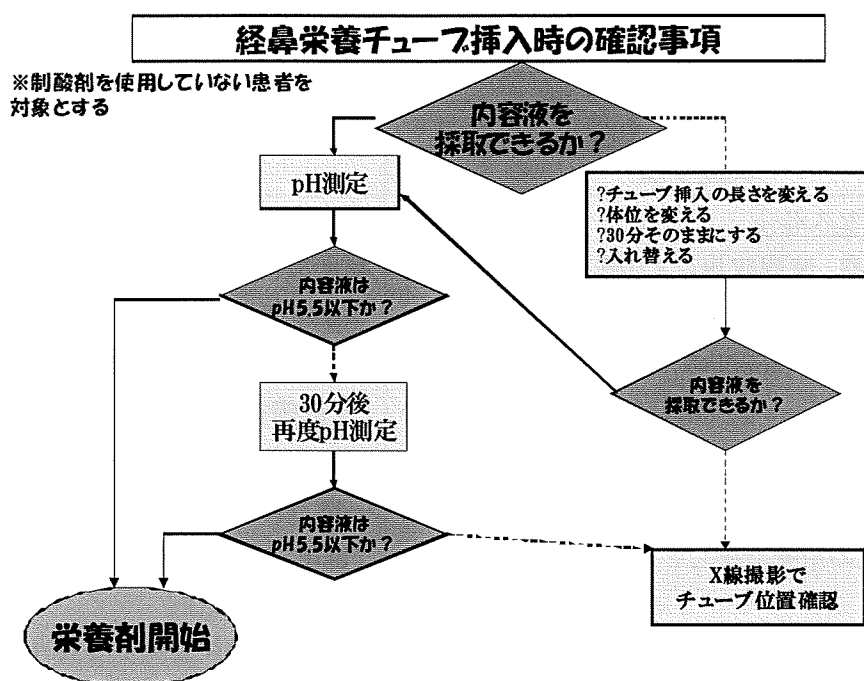 経鼻栄養チューブ挿入時の確認事項
※制酸剤を使用していない患者を
対象とする
内容液を
採取できるか？
pH測定
?チューブ挿入の長さを変える
?体位を変える
?30分そのままにする
?入れ替える
内容液は
pH5.5以下か？
内容液を
採取できるか？
30分後
再度pH測定
内容液は
pH5.5以下か？
X線撮影で
チューブ位置確認
栄養剤開始